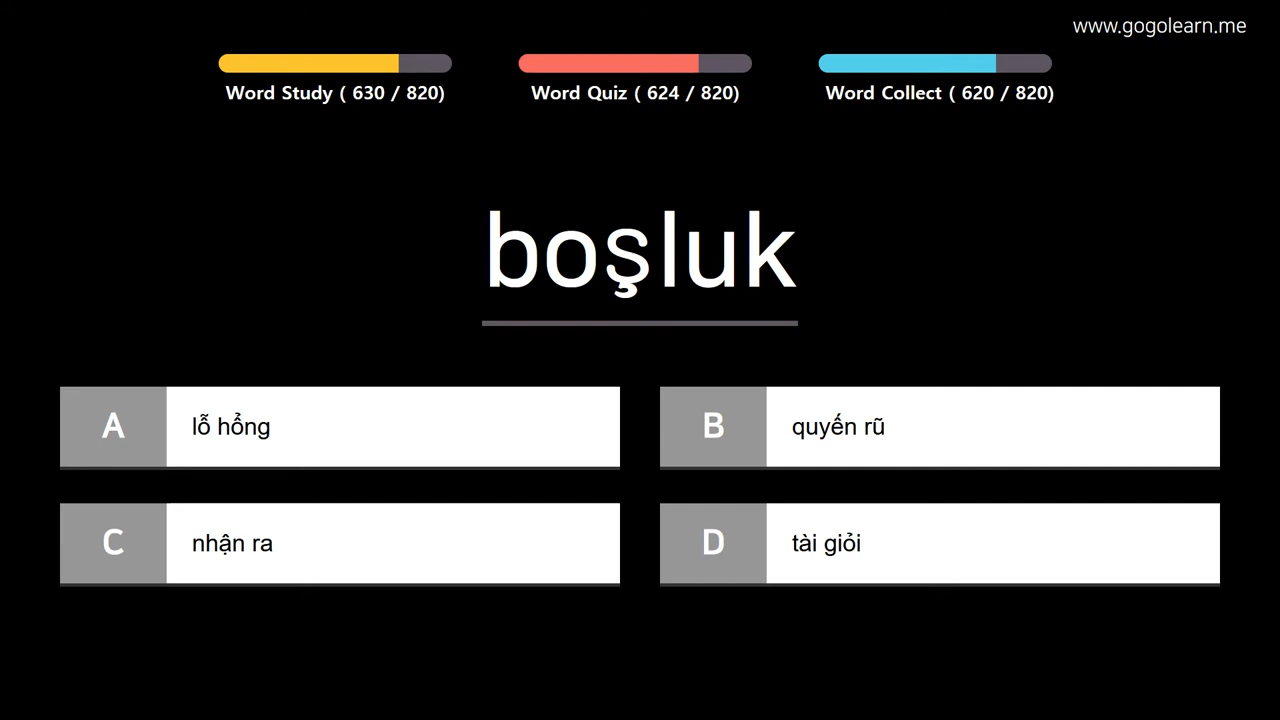 www.gogolearn.me
Word Study ( 630 / 820)
Word Quiz ( 624 / 820)
Word Collect ( 620 / 820)
boşluk
A lỗ hổng
B quyến rũ
C nhận ra
D tài giỏi